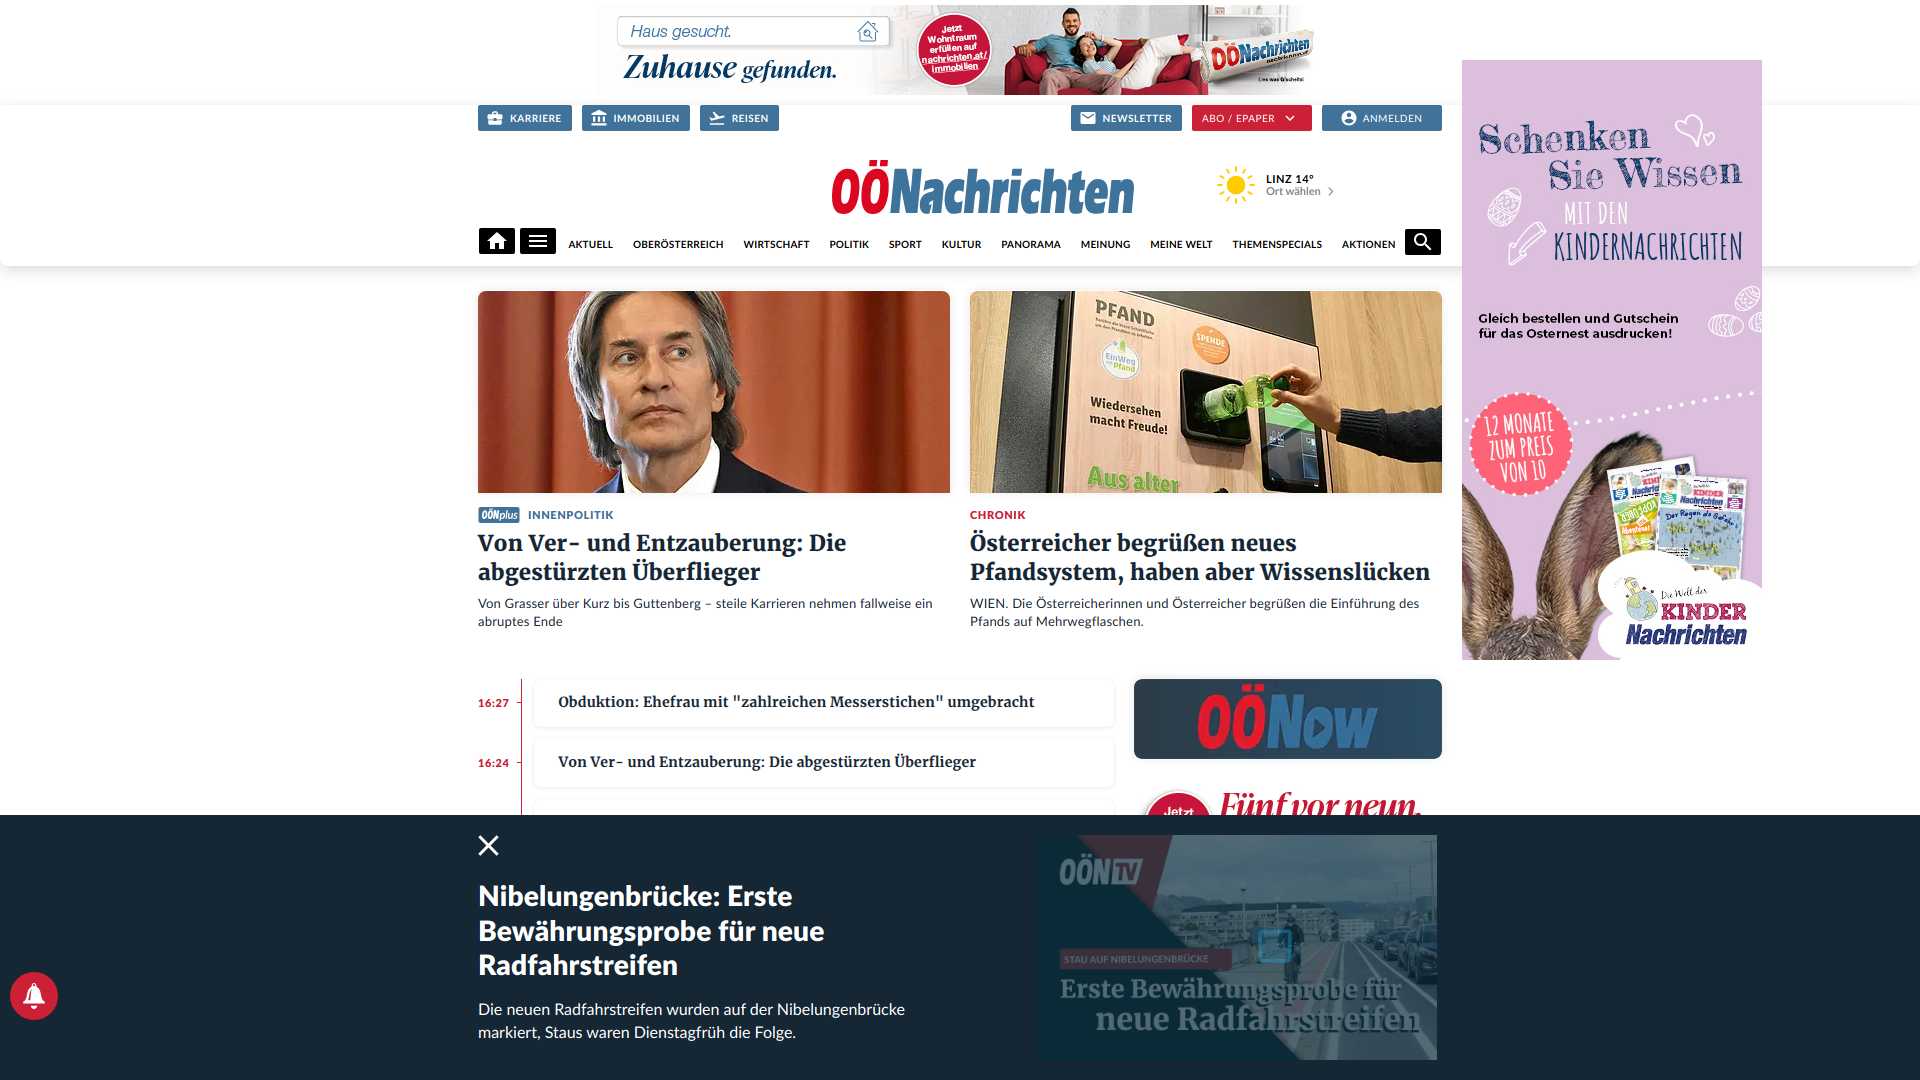 Haus gesucht.
Zuhause gefunden.
Jetzt
Wohntraum
erfüllen auf
nachrichten.at/
immobilien
OÖNachrichten
Lies was Gscheits!
KARRIERE
IMMOBILIEN
REISEN
NEWSLETTER
ABO / EPAPER
ANMELDEN
OÖNachrichten
LINZ 14°
Ort wählen
AKTUELL
OBERÖSTERREICH
WIRTSCHAFT
POLITIK
SPORT
KULTUR
PANORAMA
MEINUNG
MEINE WELT
THEMENSPECIALS
AKTIONEN
Schenken
Sie Wissen
MIT DEN
KINDERNACHRICHTEN
Gleich bestellen und Gutschein
für das Osternest ausdrucken!
12 MONATE
ZUM PREIS
VON 10
Die Welt der
KINDER
Nachrichten
PFAND
SPENDE
EinWeg
Pfand
Wiedersehen
macht Freude!
Aus alter
OÖNplus INNENPOLITIK
Von Ver- und Entzauberung: Die
abgestürzten Überflieger
Von Grasser über Kurz bis Guttenberg – steile Karrieren nehmen fallweise ein
abruptes Ende
CHRONIK
Österreicher begrüßen neues
Pfandsystem, haben aber Wissenslücken
WIEN. Die Österreicherinnen und Österreicher begrüßen die Einführung des
Pfands auf Mehrwegflaschen.
16:27
Obduktion: Ehefrau mit "zahlreichen Messerstichen" umgebracht
16:24
Von Ver- und Entzauberung: Die abgestürzten Überflieger
OÖNow
Jetzt
Fünf vor neun.
Nibelungenbrücke: Erste
Bewährungsprobe für neue
Radfahrstreifen
Die neuen Radfahrstreifen wurden auf der Nibelungenbrücke
markiert, Staus waren Dienstagfrüh die Folge.
OÖNTV
STAU AUF NIBELUNGENBRÜCKE
Erste Bewährungsprobe für
neue Radfahrstreifen